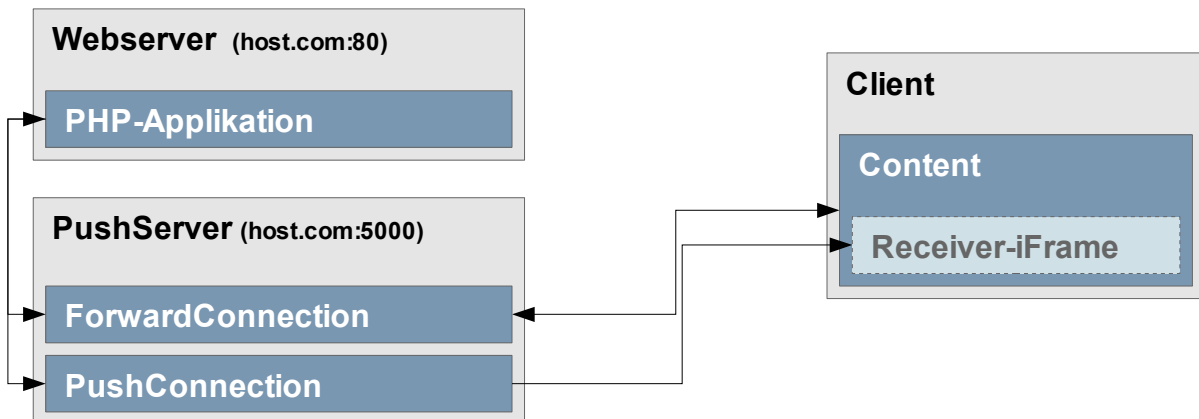 Webserver (host.com:80)
PHP-Applikation
PushServer (host.com:5000)
ForwardConnection
PushConnection
Client
Content
Receiver-iFrame